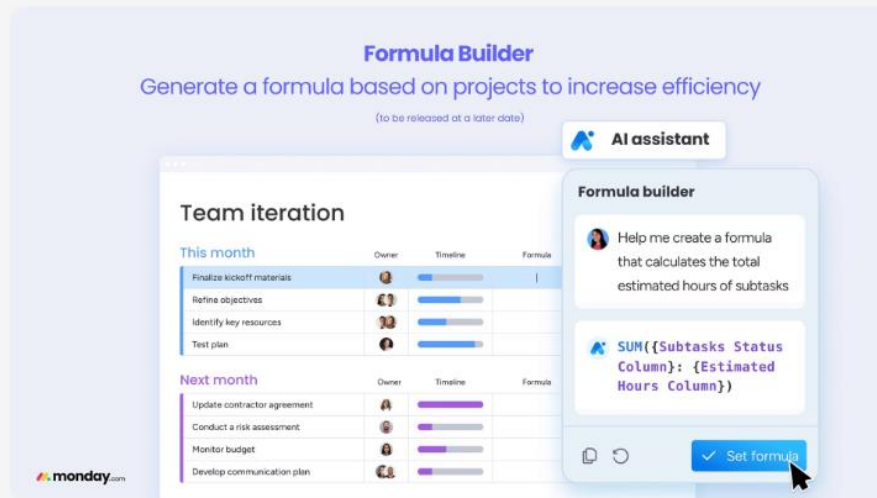 Formula Builder
Generate a formula based on projects to increase efficiency
(to be released at a later date)
AI assistant
Team iteration
This month Owner Timeline Formula
Finalize kickoff materials
Refine objectives
Identify key resources
Test plan
Next month Owner Timeline Formula
Update contractor agreement
Conduct a risk assessment
Monitor budget
Develop communication plan
Formula builder
Help me create a formula
that calculates the total
estimated hours of subtasks
SUM({Subtasks Status
Column}: {Estimated
Hours Column})
Set formula
monday.com